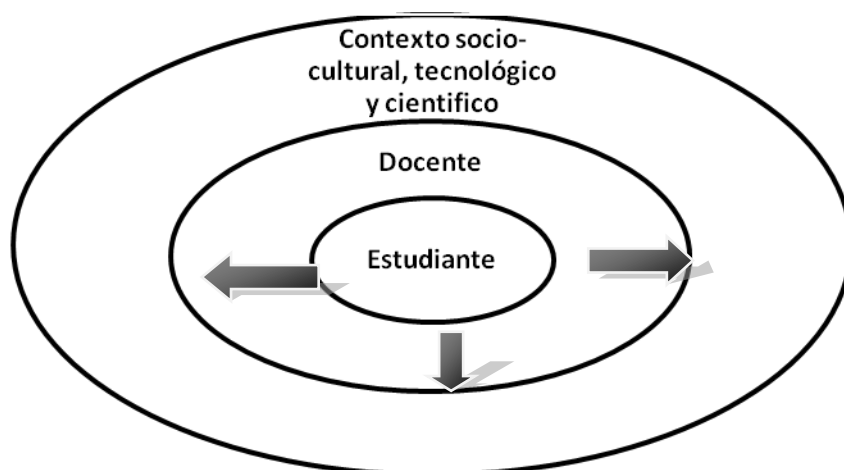 Contexto socio-
cultural, tecnológico
y cientifico
Docente
Estudiante